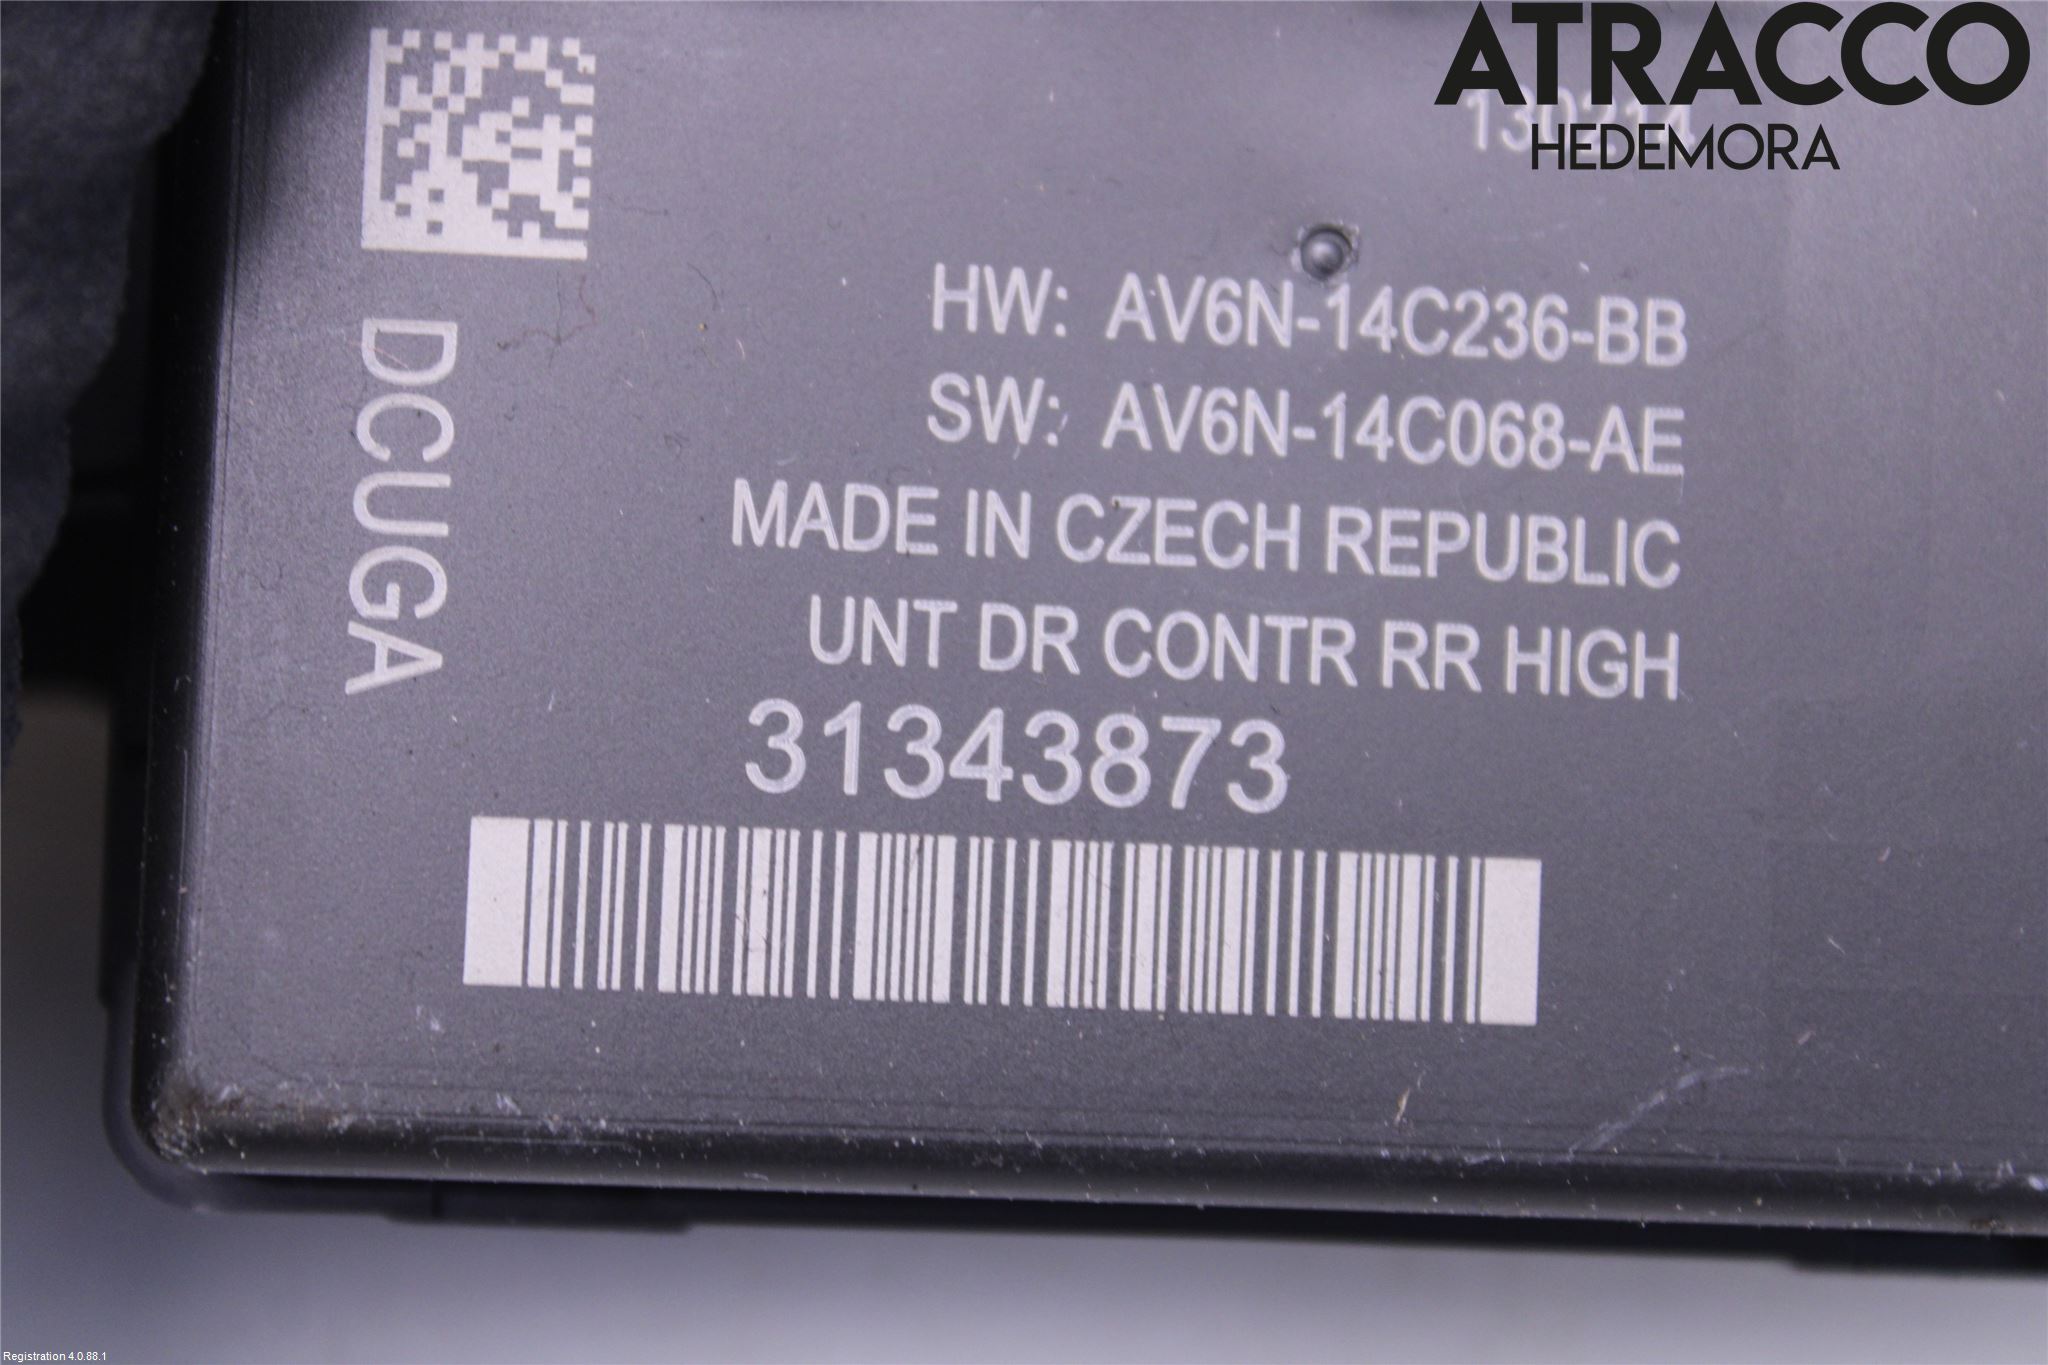 ATRACCO
HEDEMORA
HW: AV6N-14C236-BB
SW: AV6N-14C068-AE
MADE IN CZECH REPUBLIC
UNT DR CONTR RR HIGH
31343873
DCUGA
Registration 4.0.88.1